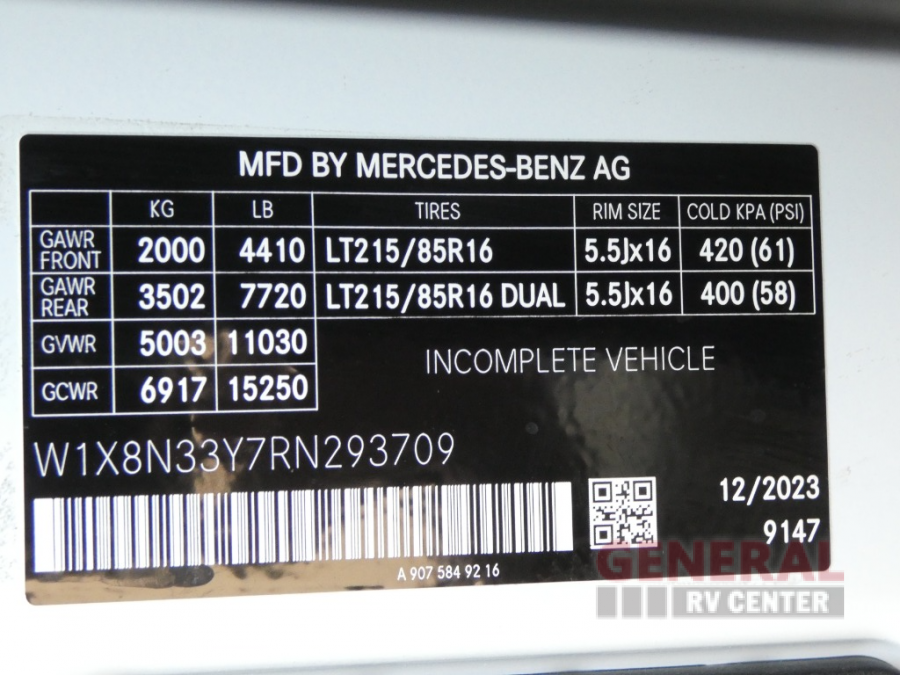 MFD BY MERCEDES-BENZ AG
KG LB TIRES RIM SIZE COLD KPA (PSI)
GAWR FRONT 2000 4410 LT215/85R16 5.5Jx16 420 (61)
GAWR REAR 3502 7720 LT215/85R16 DUAL 5.5Jx16 400 (58)
GVWR 5003 11030
INCOMPLETE VEHICLE
GCWR 6917 15250
W1X8N33Y7RN293709
12/2023
9147
A 907 584 92 16
GENERAL
RV CENTER